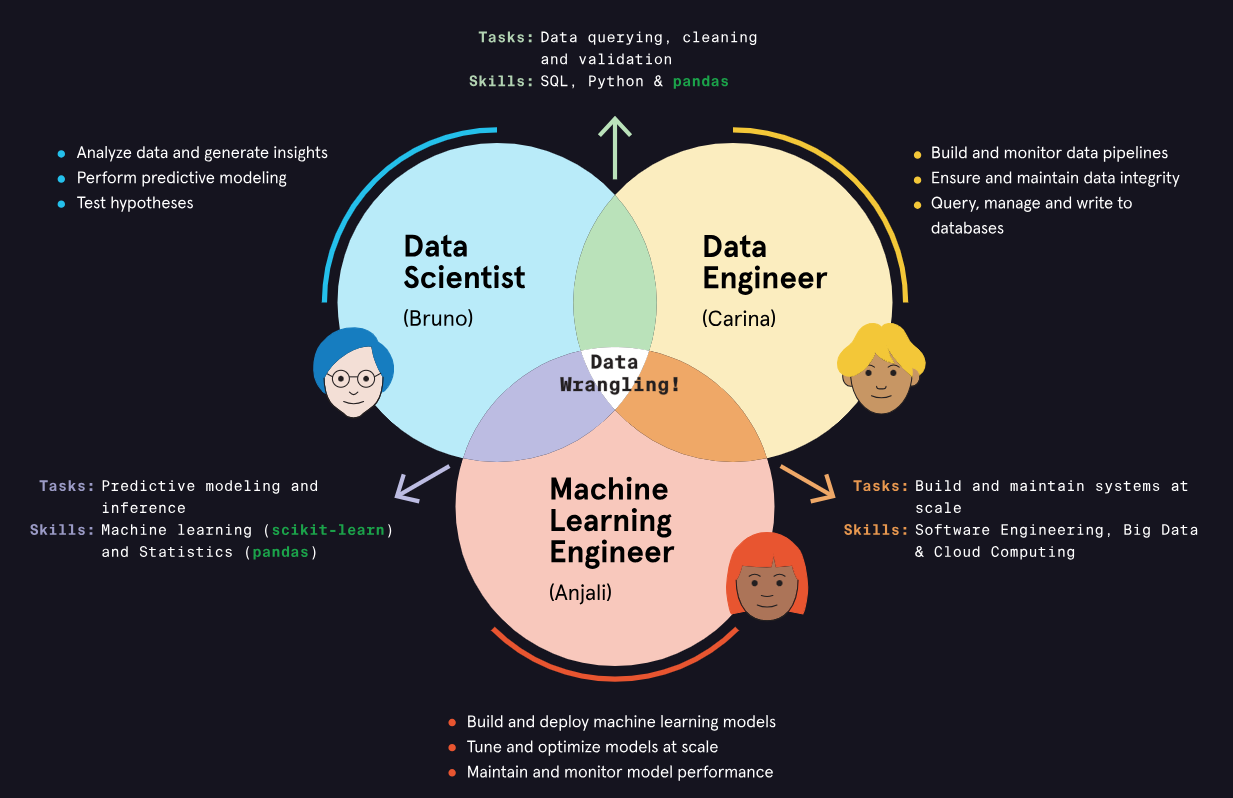 Tasks: Data querying, cleaning
and validation
Skills: SQL, Python & pandas
Analyze data and generate insights
Perform predictive modeling
Test hypotheses
Build and monitor data pipelines
Ensure and maintain data integrity
Query, manage and write to
databases
Data
Scientist
(Bruno)
Data
Engineer
(Carina)
Data
Wrangling!
Tasks: Predictive modeling and
inference
Skills: Machine learning (scikit-learn)
and Statistics (pandas)
Machine
Learning
Engineer
(Anjali)
Tasks: Build and maintain systems at
scale
Skills: Software Engineering, Big Data
& Cloud Computing
Build and deploy machine learning models
Tune and optimize models at scale
Maintain and monitor model performance